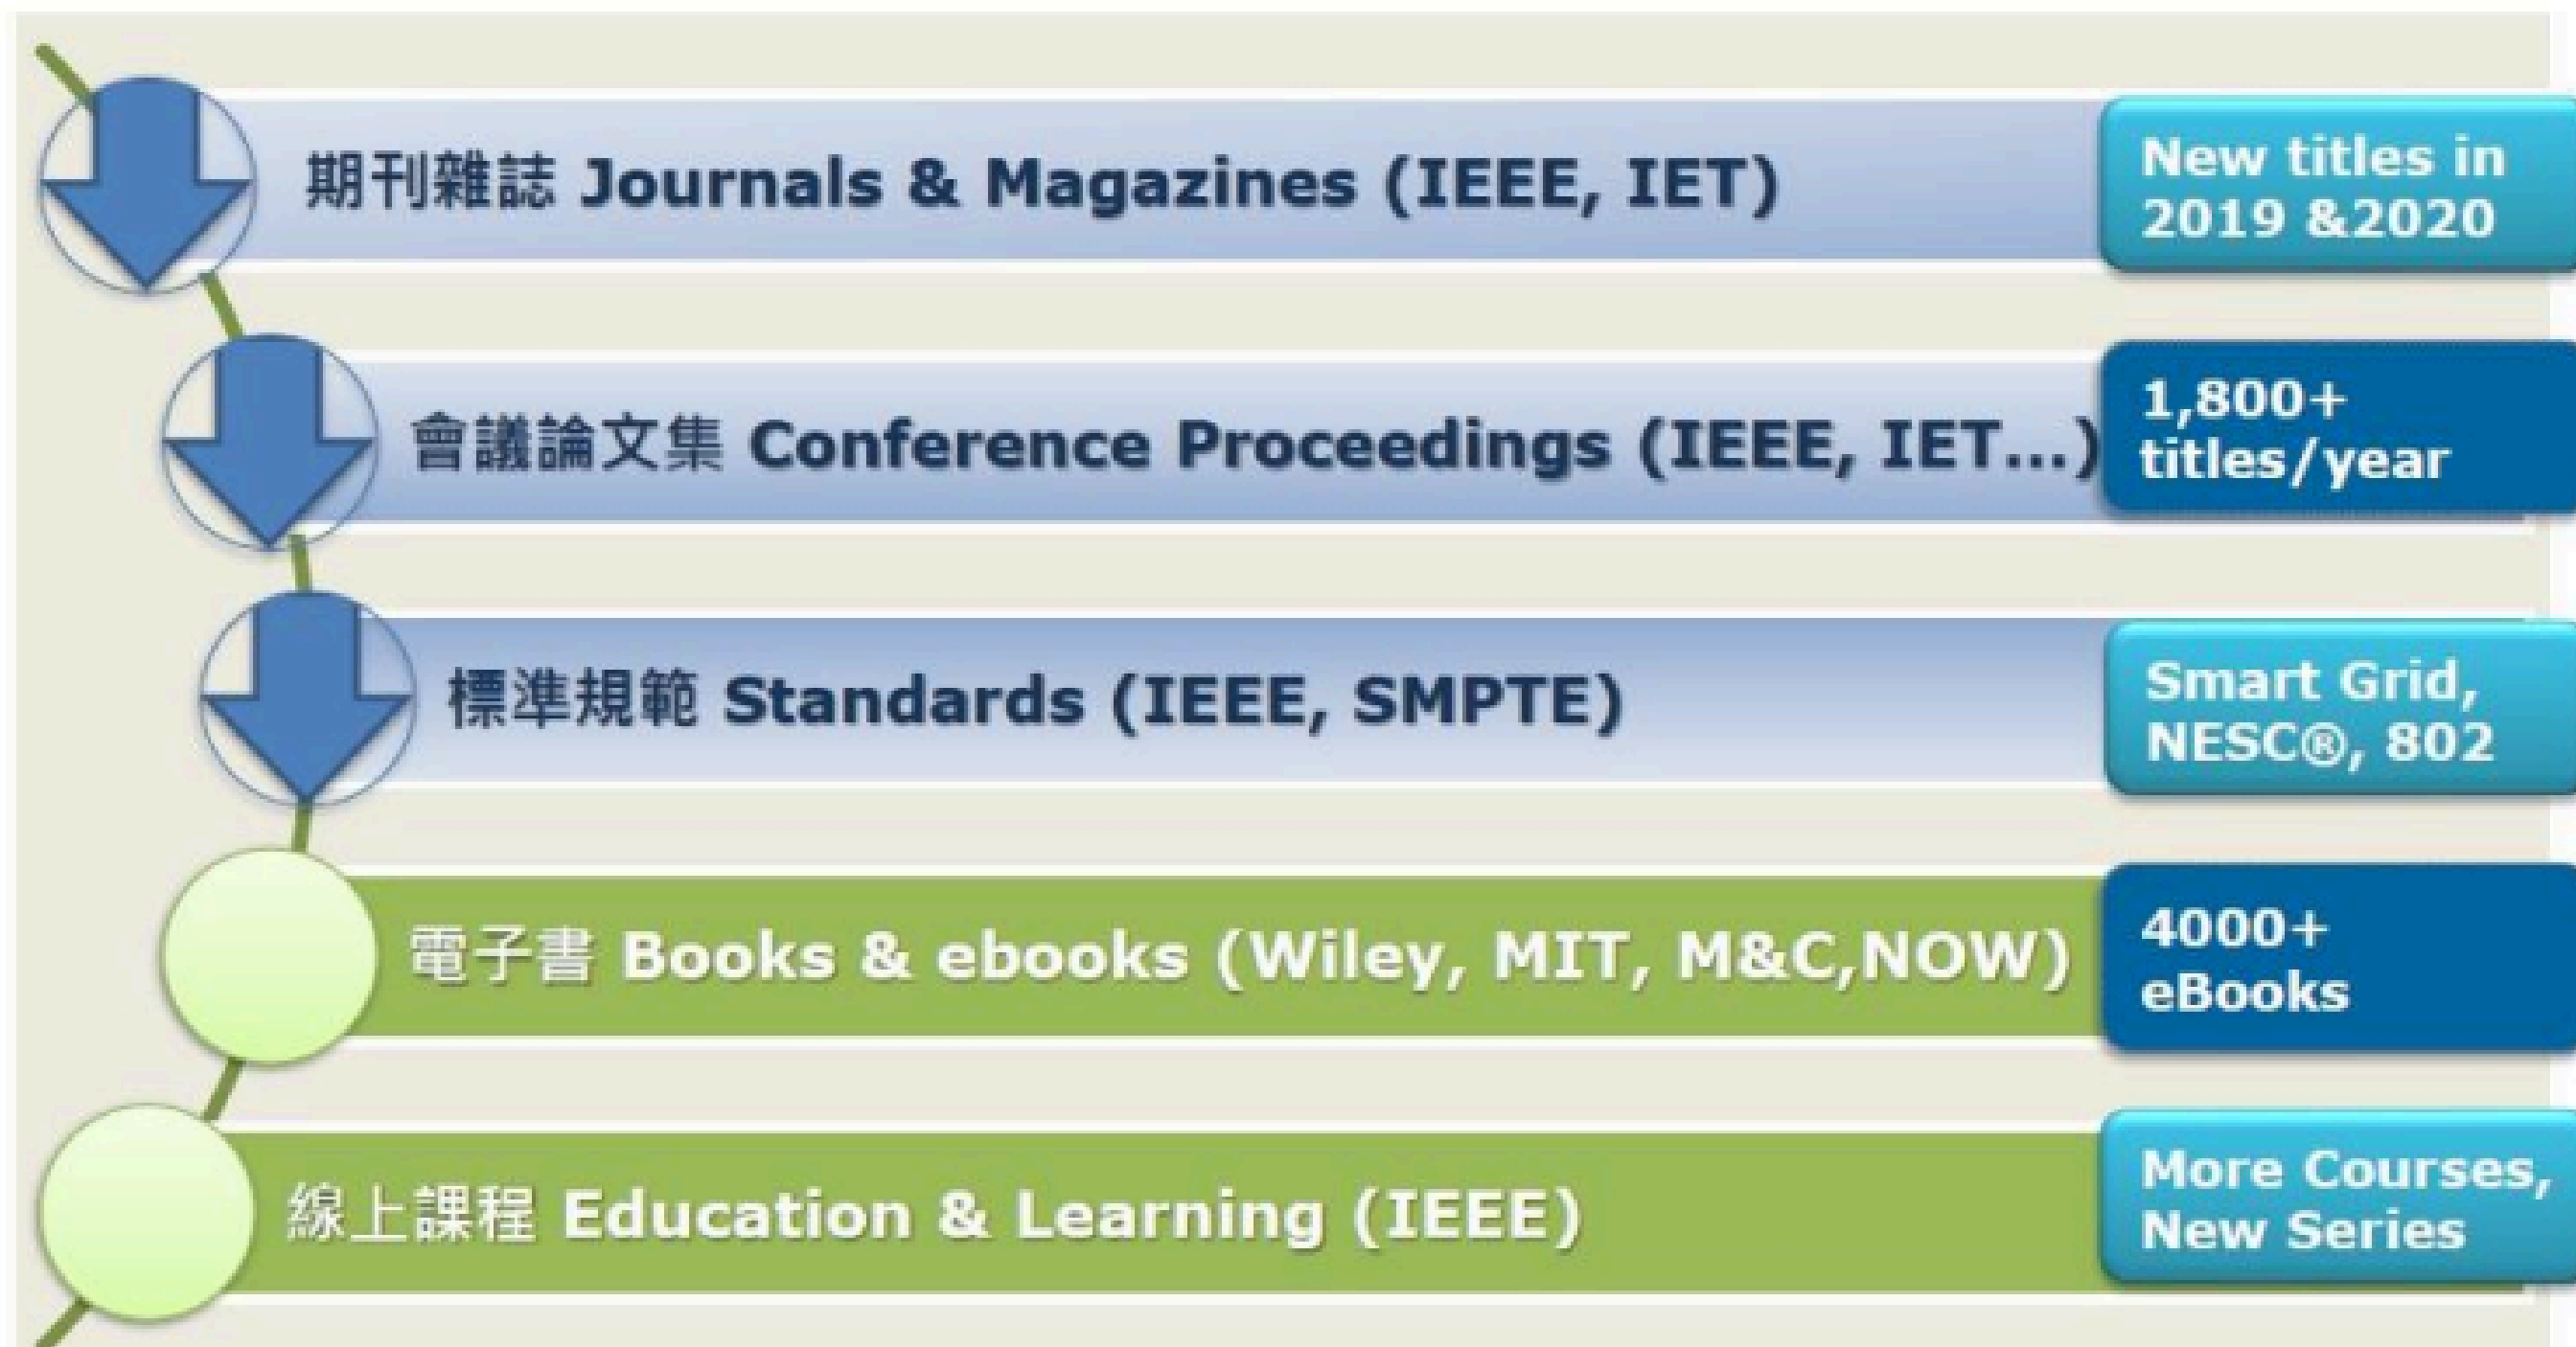 期刊雜誌 Journals & Magazines (IEEE, IET)
New titles in
2019 &2020
會議論文集 Conference Proceedings (IEEE, IET...)
1,800+
titles/year
標準規範 Standards (IEEE, SMPTE)
Smart Grid,
NESC®, 802
電子書 Books & ebooks (Wiley, MIT, M&C,NOW)
4000+
eBooks
線上課程 Education & Learning (IEEE)
More Courses,
New Series